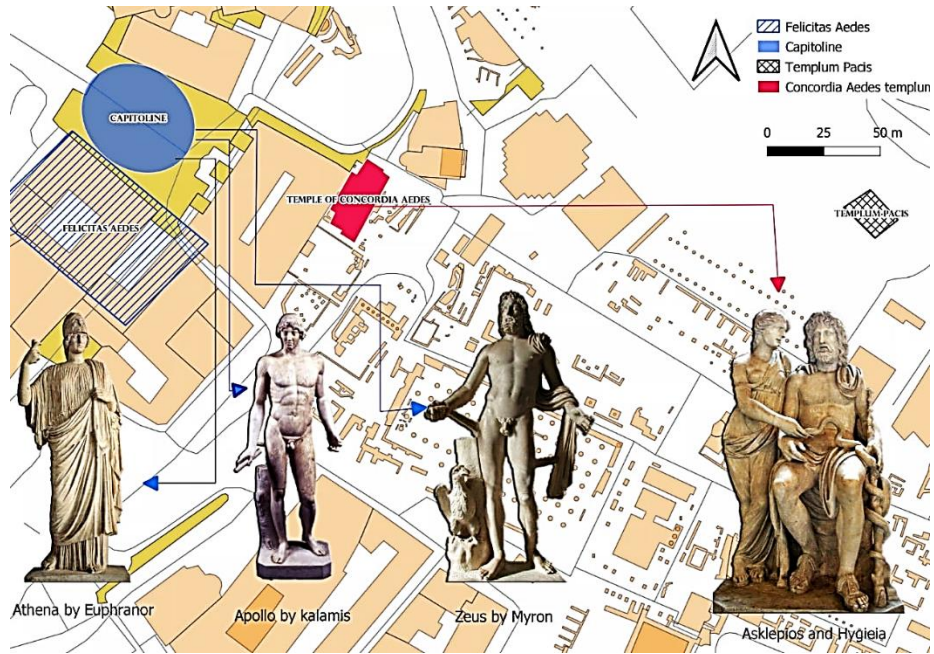 Felicitas Aedes
Capitoline
Templum Pacis
Concordia Aedes templum
0 25 50 m
CAPITOLINE
TEMPLE OF CONCORDIA AEDES
TEMPLUM-PACIS
FELICITAS AEDES
Athena by Euphranor
Apollo by kalamis
Zeus by Myron
Asklepios and Hygieia